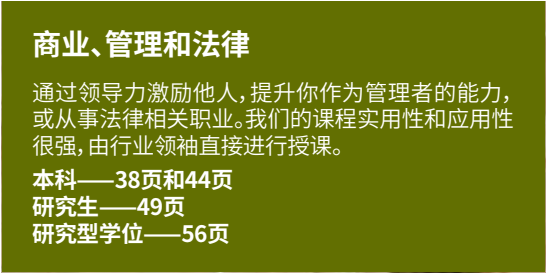 商业、管理和法律
通过领导力激励他人，提升你作为管理者的能力，
或从事法律相关职业。我们的课程实用性和应用性
很强，由行业领袖直接进行授课。
本科——38页和44页
研究生——49页
研究型学位——56页